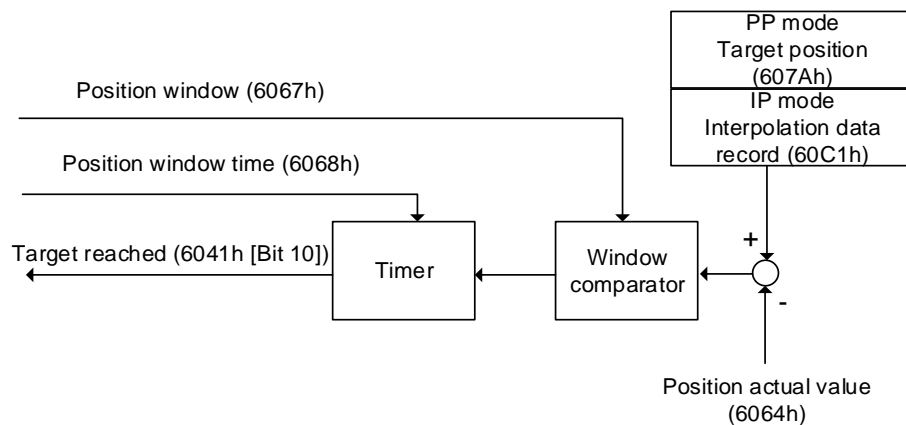 PP mode
Target position
(607Ah)
IP mode
Interpolation data
record (60C1h)
Position window (6067h)
Position window time (6068h)
Target reached (6041h [Bit 10])
Timer
Window
comparator
+
-
Position actual value
(6064h)